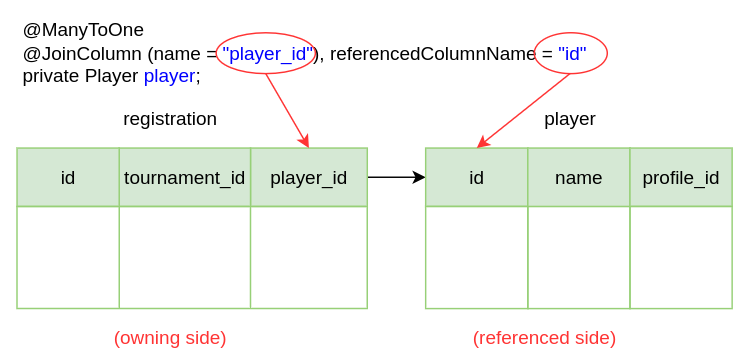 @ManyToOne
@JoinColumn (name = "player_id"), referencedColumnName = "id"
private Player player;
registration player
id tournament_id player_id id name profile_id
(owning side) (referenced side)